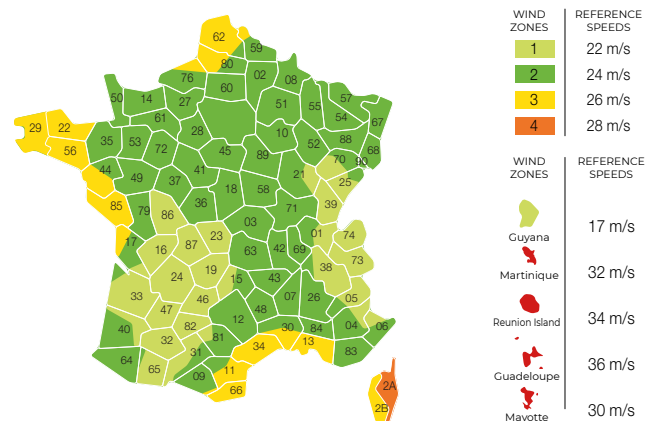 WIND ZONES REFERENCE SPEEDS
1 22 m/s
2 24 m/s
3 26 m/s
4 28 m/s
WIND ZONES REFERENCE SPEEDS
Guyana 17 m/s
Martinique 32 m/s
Reunion Island 34 m/s
Guadeloupe 36 m/s
Mayotte 30 m/s
62
59
80
76 02 08
60
50 14 27 51 55 57
54 67
61
29 22 28 10 88
35 53 72 52 68
56 45 89 70 90
44 41 21 25
49 37 18 58
85 36 39
79 86 71
03
17 23 01 74
16 87 63 42 69
73
24 19 38
15 43
33 46 07 26 05
47 48
12
40 82 30 84 04 06
32 81 34 13
31 83
64 65 11
09
66
2A
2B